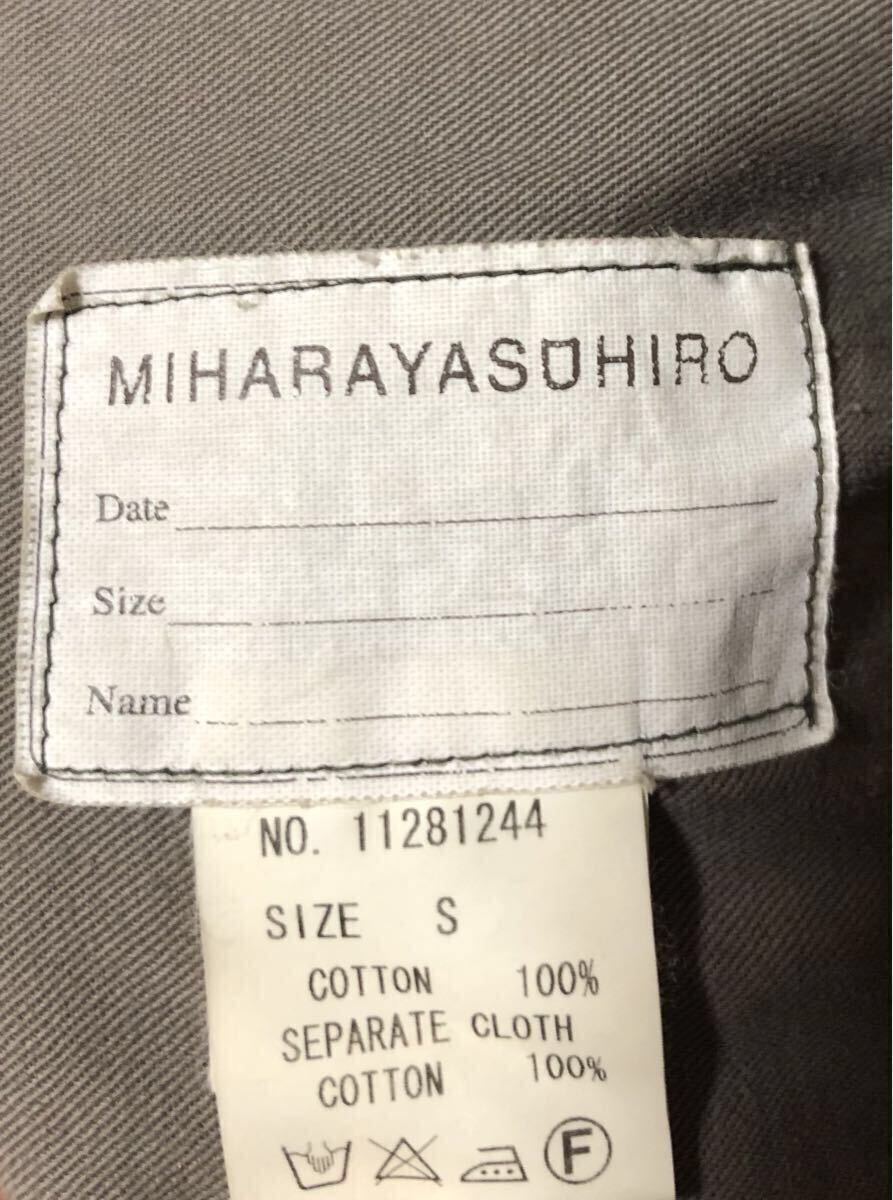 MIHARAYASUHIRO
Date
Size
Name
NO. 11281244
SIZE S
COTTON 100%
SEPARATE CLOTH
COTTON 100%
F